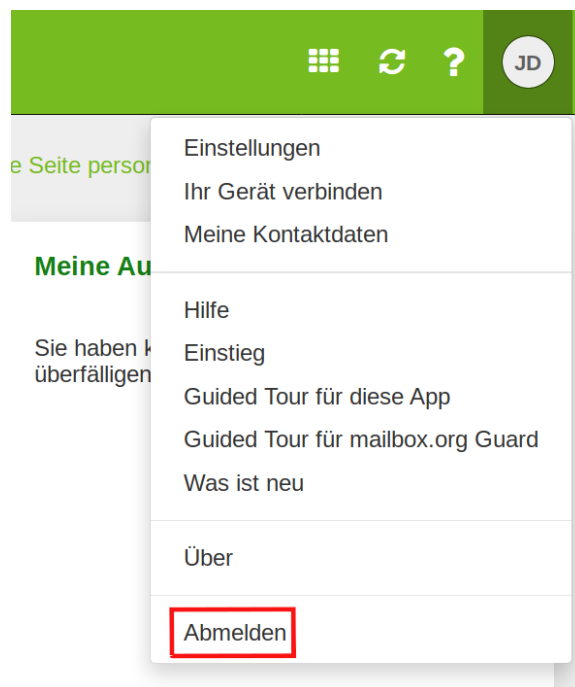 JD
e Seite person
Einstellungen
Ihr Gerät verbinden
Meine Kontaktdaten
Meine Au
Hilfe
Sie haben k
Einstieg
überfälligen
Guided Tour für diese App
Guided Tour für mailbox.org Guard
Was ist neu
Über
Abmelden